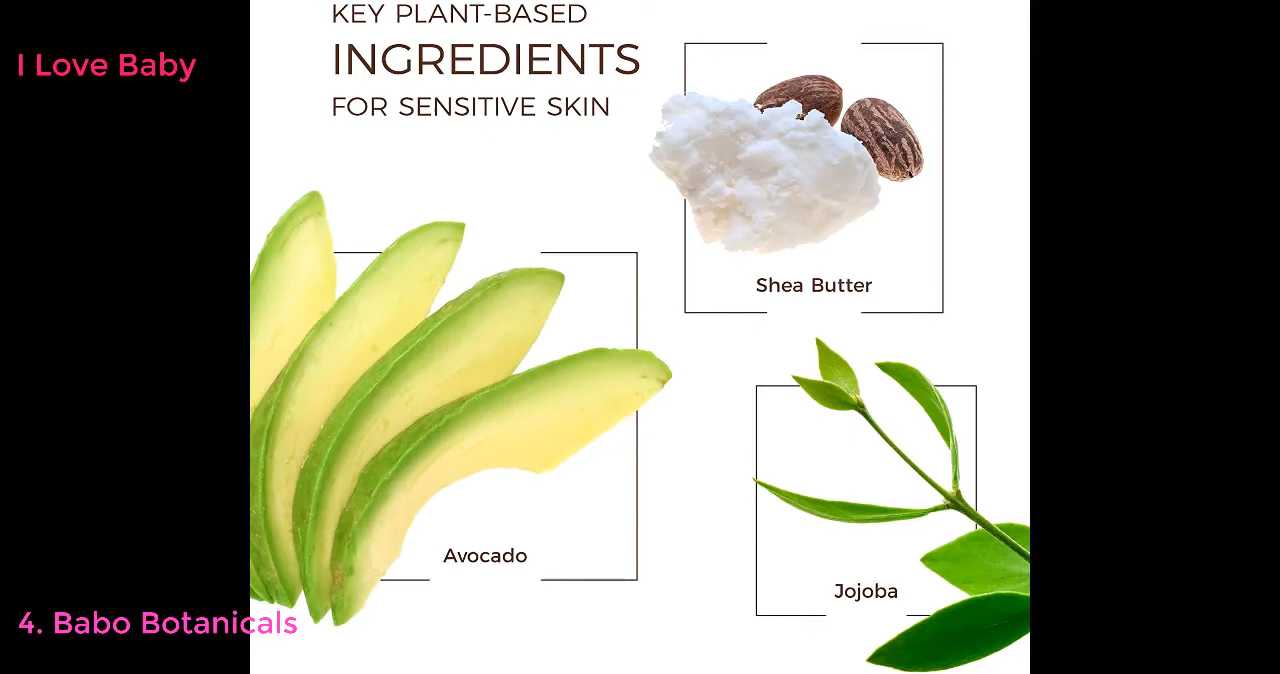 KEY PLANT-BASED
INGREDIENTS
FOR SENSITIVE SKIN
I Love Baby
Shea Butter
Avocado
Jojoba
4. Babo Botanicals